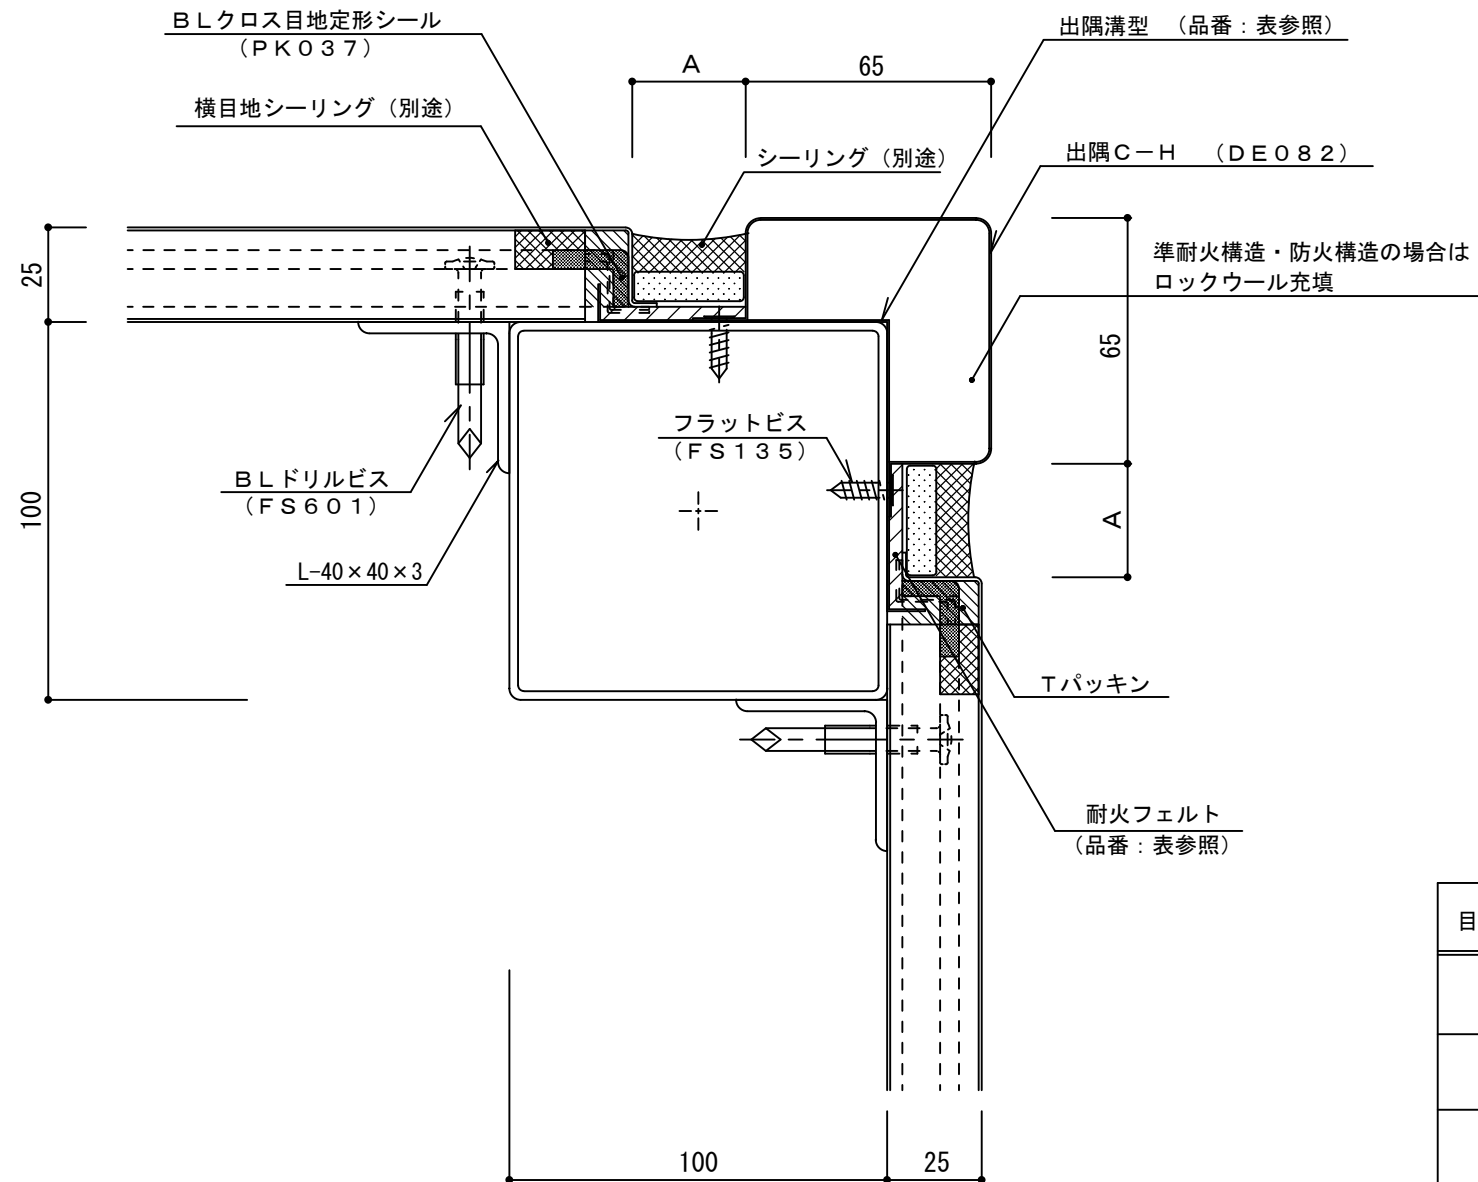 ＢＬクロス目地定形シール
（ＰＫ０３７）
横目地シーリング（別途）
A
65
シーリング（別途）
出隅溝型　（品番：表参照）
出隅Ｃ－Ｈ　（ＤＥ０８２）
準耐火構造・防火構造の場合は
ロックウール充填
25
100
65
A
フラットビス
（ＦＳ１３５）
ＢＬドリルビス
（ＦＳ６０１）
L-40×40×3
Ｔパッキン
耐火フェルト
（品番：表参照）
目
100
25